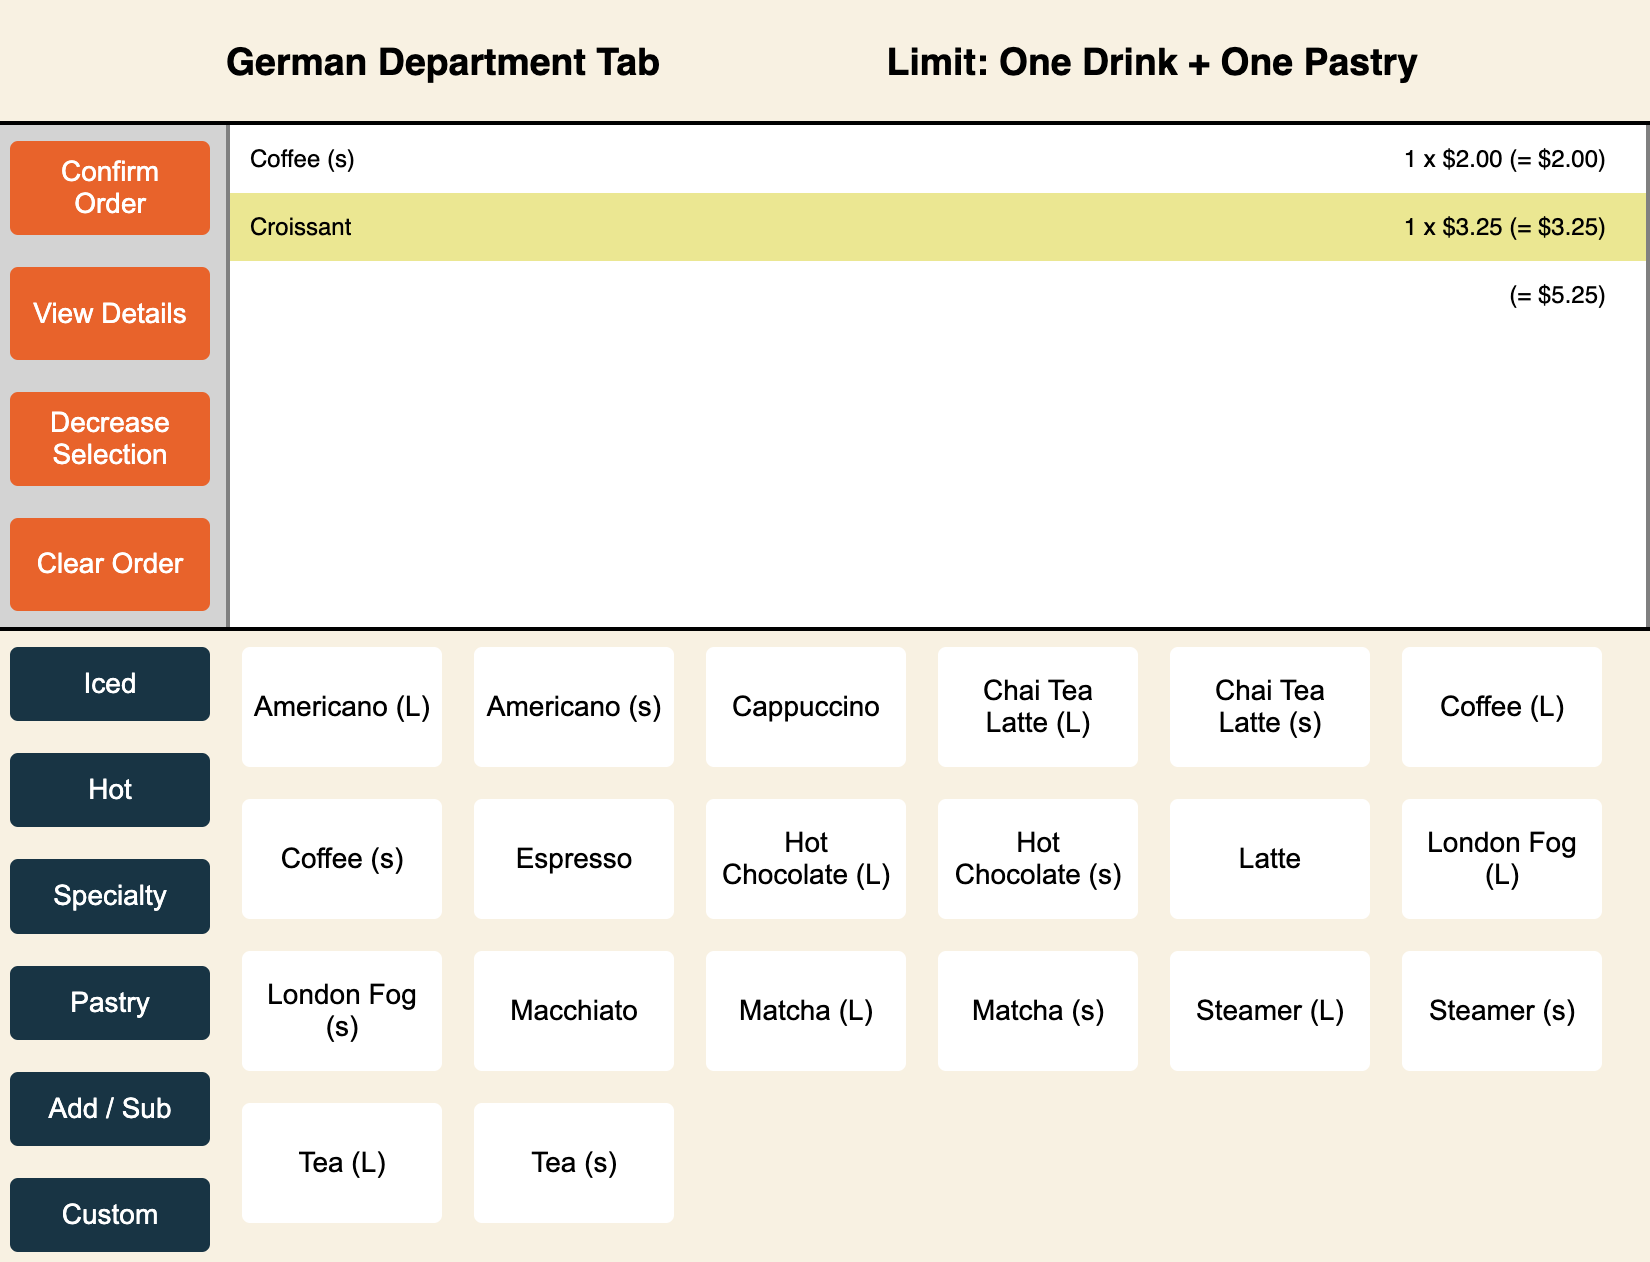 German Department Tab
Limit: One Drink + One Pastry
Confirm
Order
View Details
Decrease
Selection
Clear Order
Coffee (s) 1 x $2.00 (= $2.00)
Croissant 1 x $3.25 (= $3.25)
(= $5.25)
Iced
Hot
Specialty
Pastry
Add / Sub
Custom
Americano (L)
Americano (s)
Cappuccino
Chai Tea
Latte (L)
Chai Tea
Latte (s)
Coffee (L)
Coffee (s)
Espresso
Hot
Chocolate (L)
Hot
Chocolate (s)
Latte
London Fog
(L)
London Fog
(s)
Macchiato
Matcha (L)
Matcha (s)
Steamer (L)
Steamer (s)
Tea (L)
Tea (s)